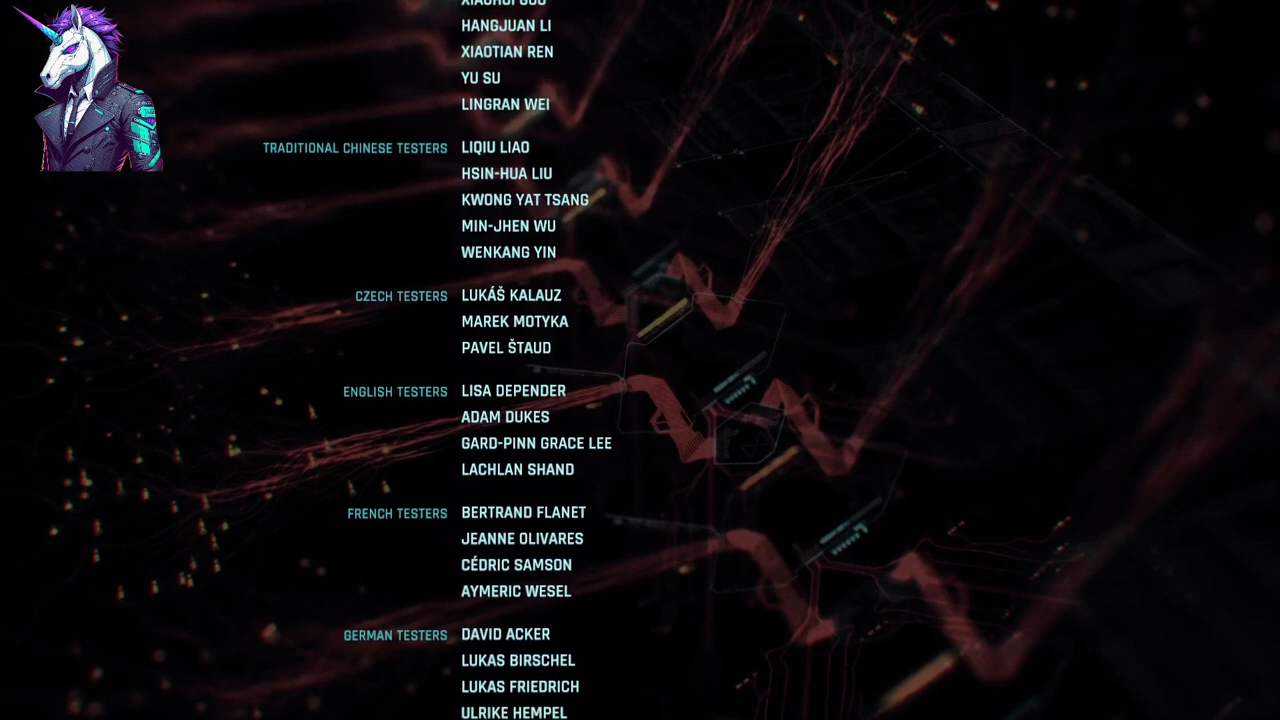 XIAOHUI GUO
HANGJUAN LI
XIAOTIAN REN
YU SU
LINGRAN WEI
TRADITIONAL CHINESE TESTERS LIQIU LIAO
HSIN-HUA LIU
KWONG YAT TSANG
MIN-JHEN WU
WENKANG YIN
CZECH TESTERS LUKÁŠ KALAUZ
MAREK MOTYKA
PAVEL ŠTAUD
ENGLISH TESTERS LISA DEPENDER
ADAM DUKES
GARD-PINN GRACE LEE
LACHLAN SHAND
FRENCH TESTERS BERTRAND FLANET
JEANNE OLIVARES
CÉDRIC SAMSON
AYMERIC WESEL
GERMAN TESTERS DAVID ACKER
LUKAS BIRSCHEL
LUKAS FRIEDRICH
ULRIKE HEMPEL